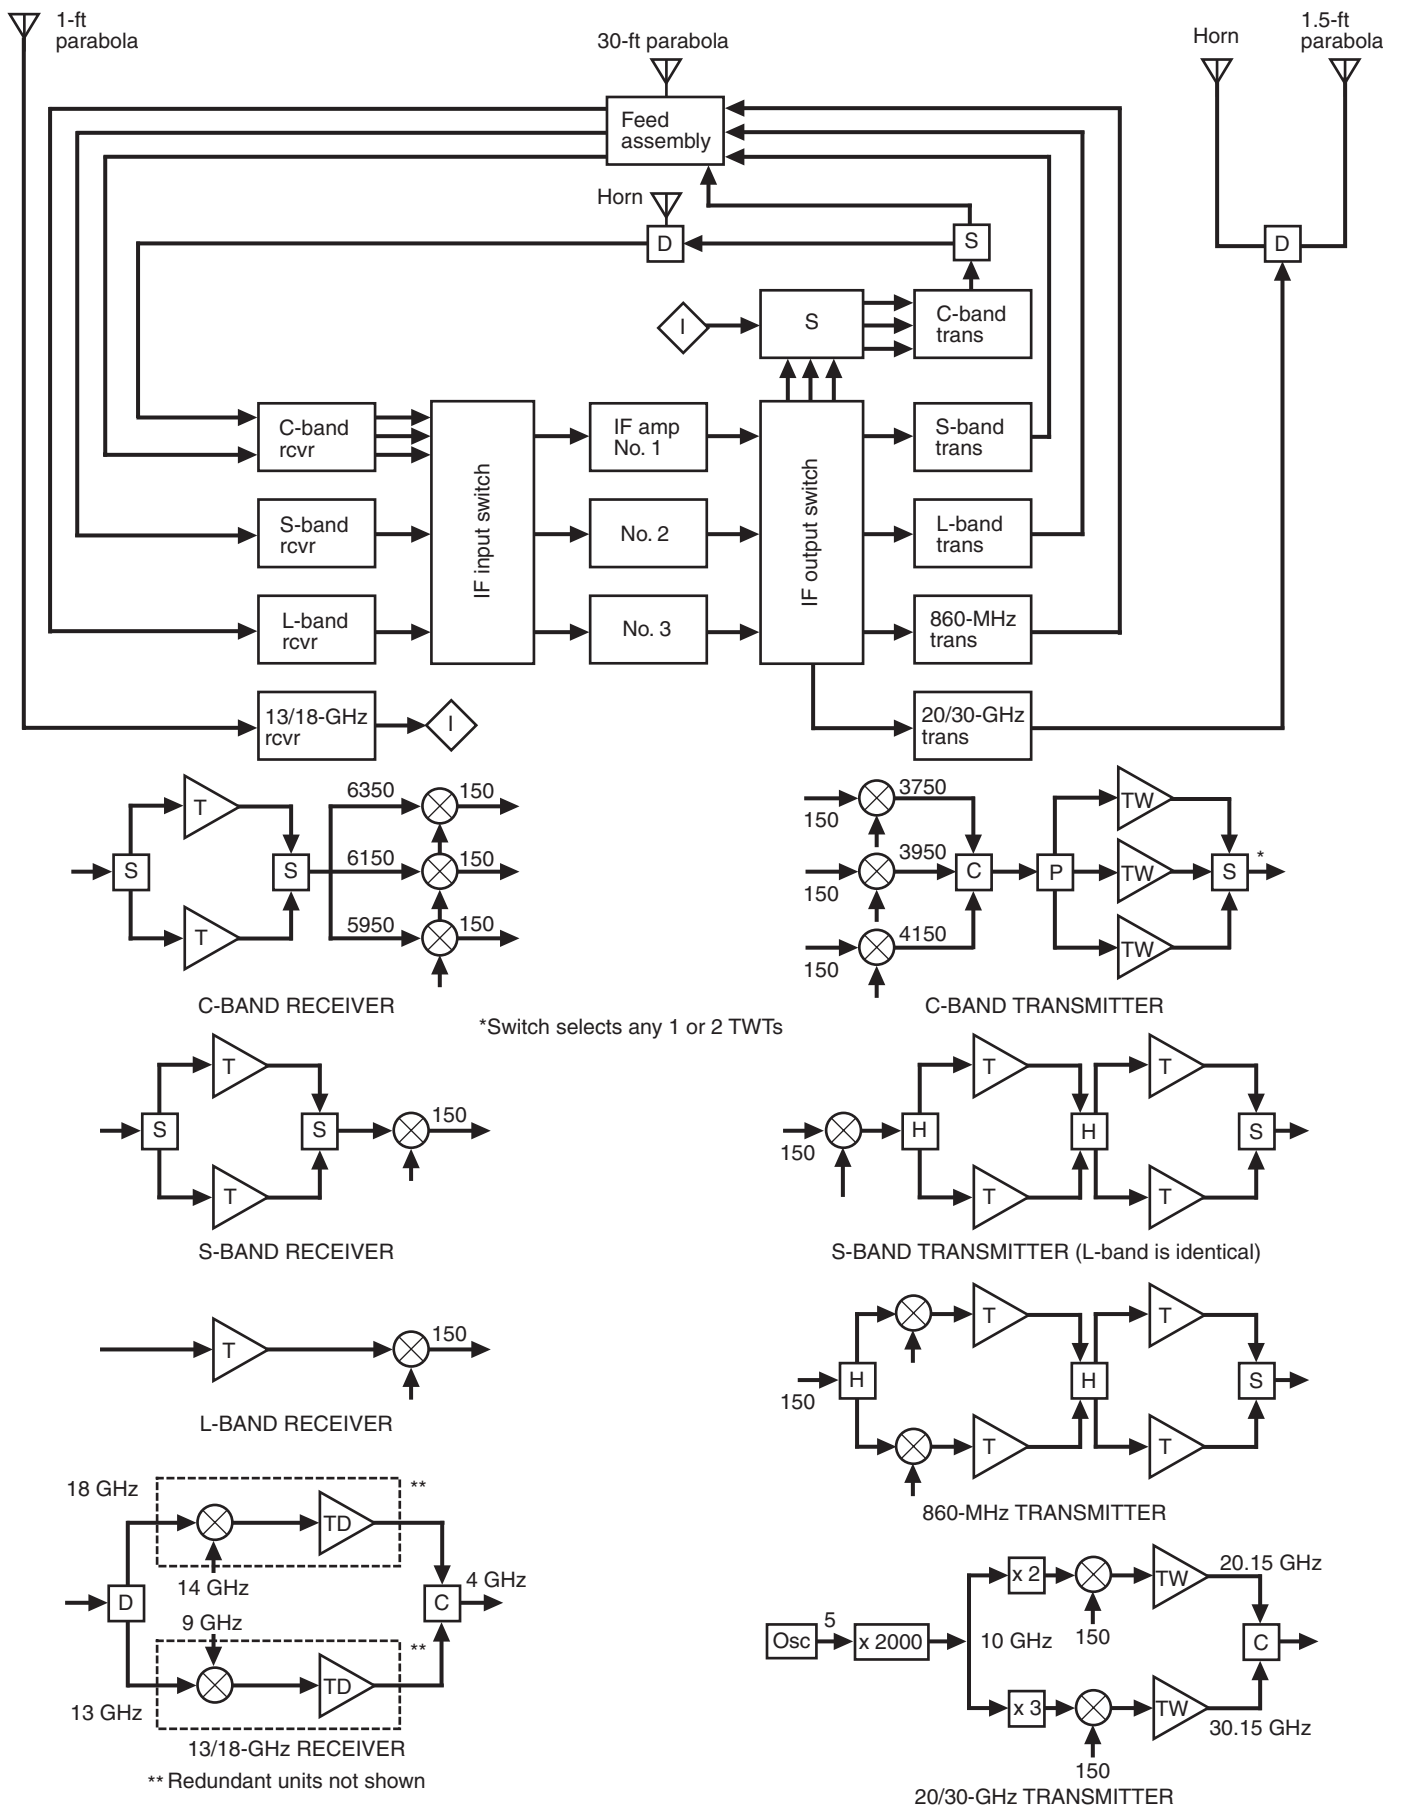 1-ft
parabola
30-ft parabola
Horn
1.5-ft
parabola
Feed
assembly
Horn
D
S
D
I
S
C-band
trans
C-band
rcvr
IF input switch
IF amp
No. 1
IF output switch
S-band
trans
S-band
rcvr
No. 2
L-band
trans
L-band
rcvr
No. 3
860-MHz
trans
13/18-GHz
rcvr
I
20/30-GHz
trans
S
T
T
S
6350
150
6150
150
5950
150
C-BAND RECEIVER
150
3750
150
3950
150
4150
C
P
TW
TW
TW
S
*
C-BAND TRANSMITTER
*Switch selects any 1 or 2 TWTs
S
T
T
S
150
S-BAND RECEIVER
150
H
T
T
H
T
T
S
S-BAND TRANSMITTER (L-band is identical)
T
150
L-BAND RECEIVER
150
H
T
T
H
T
T
S
860-MHz TRANSMITTER
18 GHz
**
TD
14 GHz
D
C
4 GHz
9 GHz
**
TD
13 GHz
13/18-GHz RECEIVER
** Redundant units not shown
Osc
5
x 2000
10 GHz
x 2
150
TW
20.15 GHz
C
x 3
150
TW
30.15 GHz
20/30-GHz TRANSMITTER